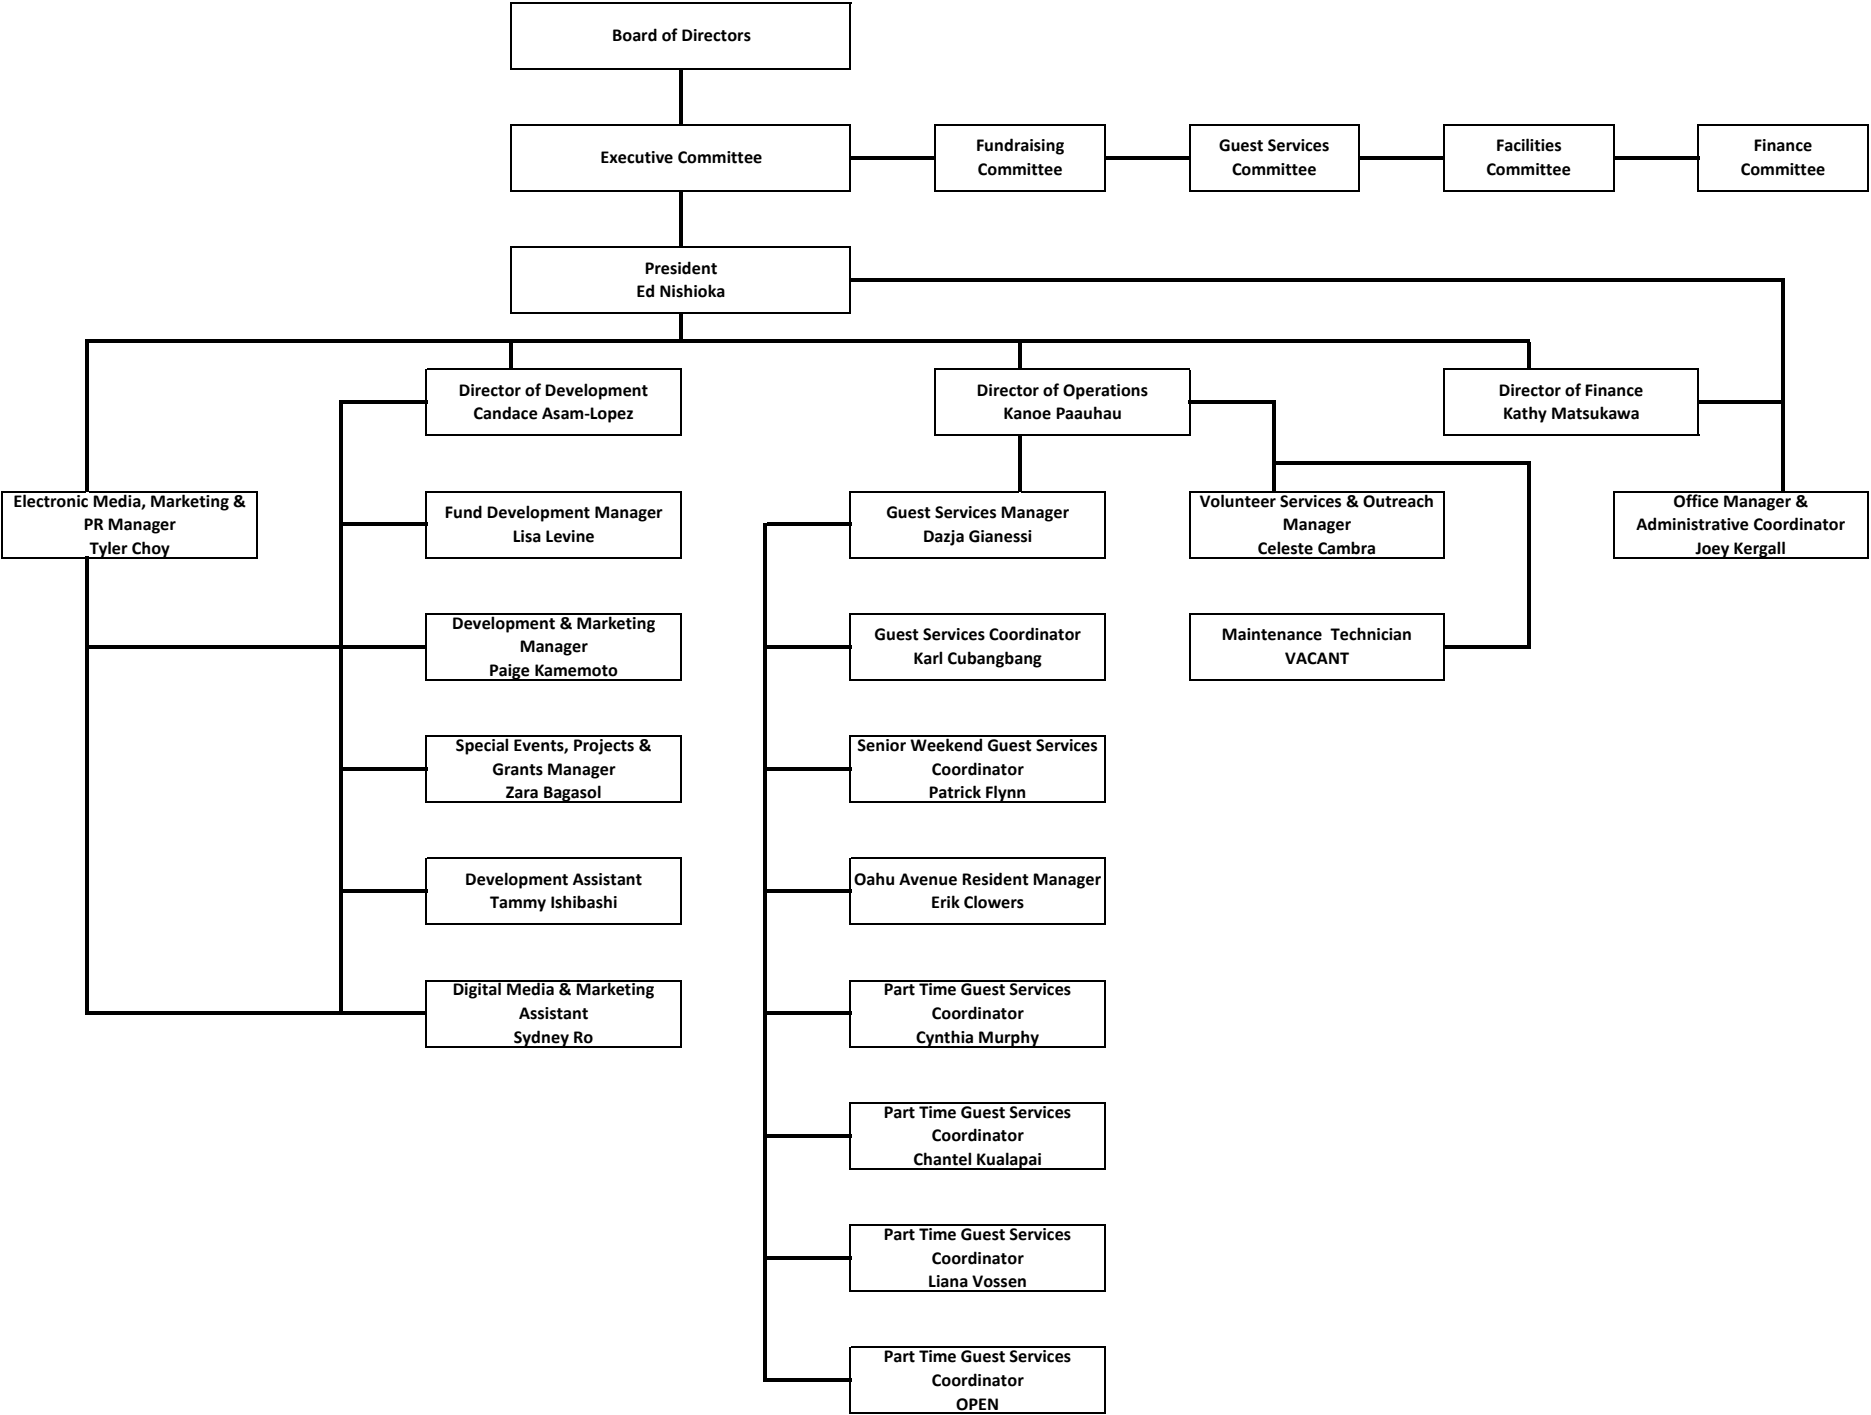 Board of Directors
Executive Committee
Fundraising
Committee
Guest Services
Committee
Facilities
Committee
Finance
Committee
President
Ed Nishioka
Director of Development
Candace Asam-Lopez
Director of Operations
Kanoe Paauhau
Director of Finance
Kathy Matsukawa
Electronic Media, Marketing &
PR Manager
Tyler Choy
Fund Development Manager
Lisa Levine
Guest Services Manager
Dazja Gianessi
Volunteer Services & Outreach
Manager
Celeste Cambra
Office Manager &
Administrative Coordinator
Joey Kergall
Development & Marketing
Manager
Paige Kamemoto
Guest Services Coordinator
Karl Cubangbang
Maintenance  Technician
VACANT
Special Events, Projects &
Grants Manager
Zara Bagasol
Senior Weekend Guest Services
Coordinator
Patrick Flynn
Development Assistant
Tammy Ishibashi
Oahu Avenue Resident Manager
Erik Clowers
Digital Media & Marketing
Assistant
Sydney Ro
Part Time Guest Services
Coordinator
Cynthia Murphy
Part Time Guest Services
Coordinator
Chantel Kualapai
Part Time Guest Services
Coordinator
Liana Vossen
Part Time Guest Services
Coordinator
OPEN